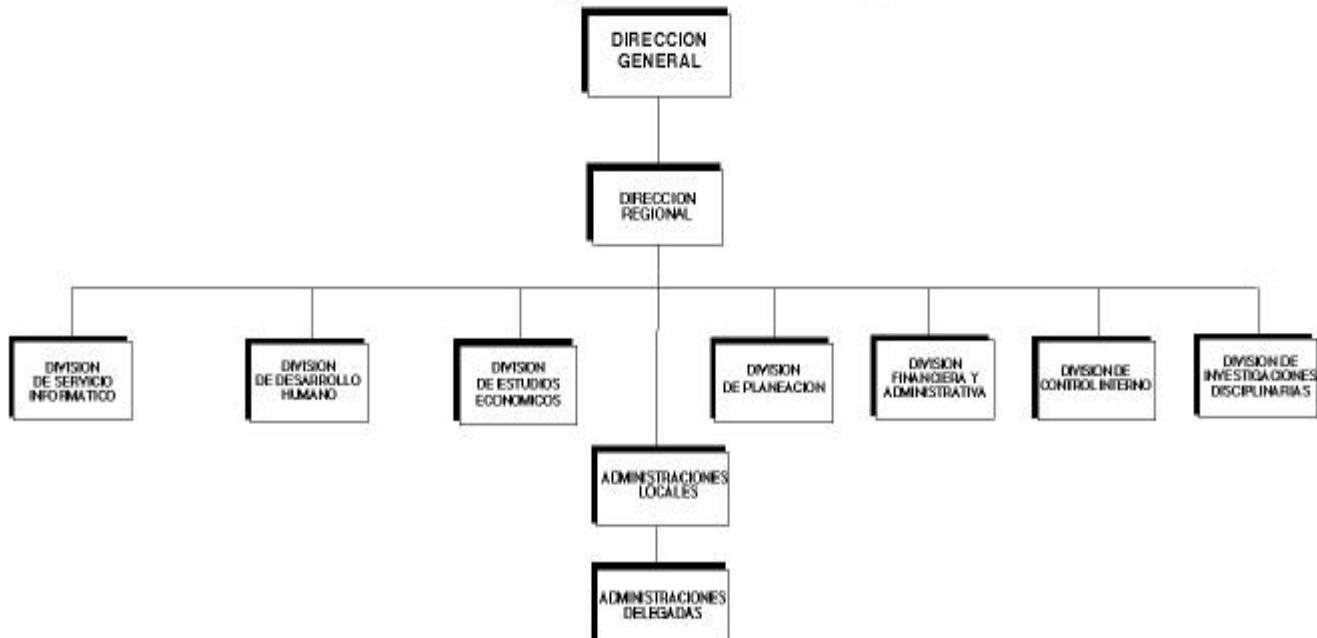 DIRECCION
GENERAL
DIRECCION
REGIONAL
DIVISION
DE SERVICIO
INFORMATICO
DIVISION
DE DESARROLLO
HUMANO
DIVISION
DE ESTUDIOS
ECONOMICOS
DIVISION
DE PLANEACION
DIVISION
FINANCIERA Y
ADMINISTRATIVA
DIVISION DE
CONTROL INTERNO
DIVISION DE
INVESTIGACIONES
DISCIPLINARIAS
ADMINISTRACIONES
LOCALES
ADMINISTRACIONES
DELEGADAS